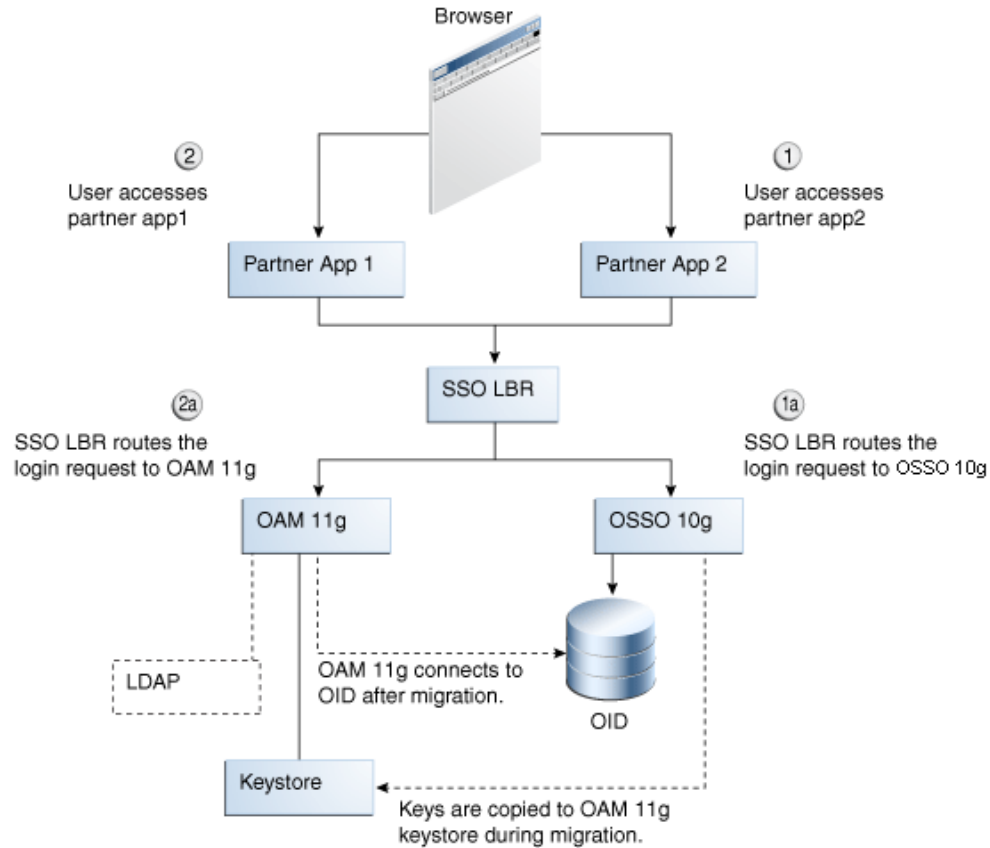 Browser
2
User accesses
partner app1
1
User accesses
partner app2
Partner App 1
Partner App 2
SSO LBR
2a
SSO LBR routes the
login request to OAM 11g
1a
SSO LBR routes the
login request to OSSO 10g
OAM 11g
OSSO 10g
LDAP
OAM 11g connects to
OID after migration.
OID
Keystore
Keys are copied to OAM 11g
keystore during migration.